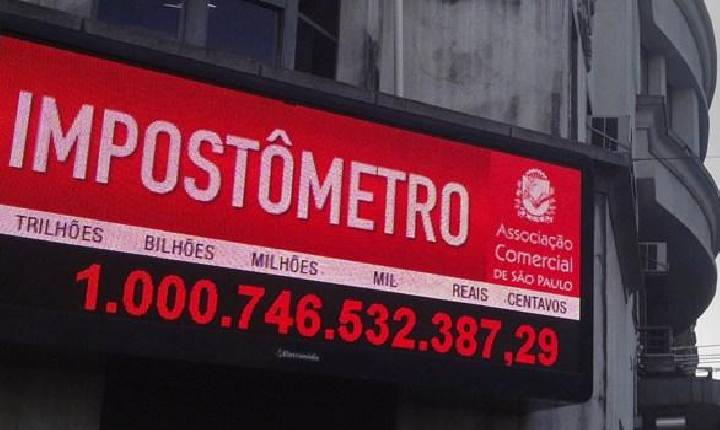 IMPOSTÔMETRO
Associação
Comercial
DE SÃO PAULO
TRILHÕES BILHÕES MILHÕES MIL REAIS CENTAVOS
1.000.746.532.387,29